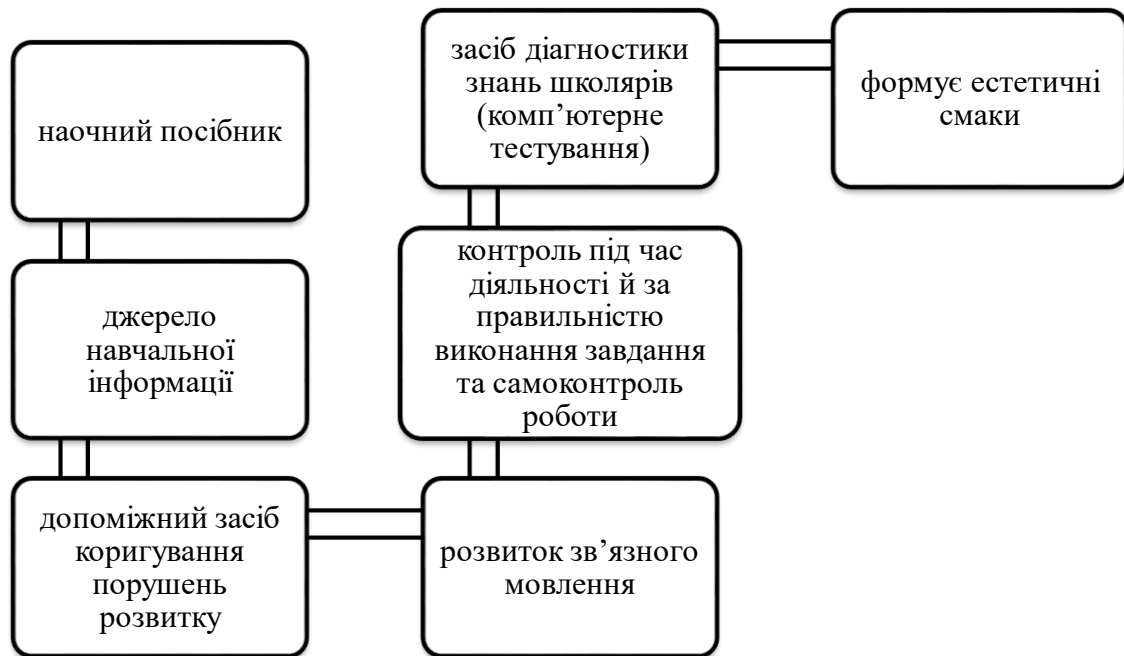 наочний посібник
джерело
навчальної
інформації
допоміжний засіб
коригування
порушень
розвитку
розвиток зв’язного
мовлення
контроль під час
діяльності й за
правильністю
виконання завдання
та самоконтроль
роботи
засіб діагностики
знань школярів
(комп’ютерне
тестування)
формує естетичні
смаки